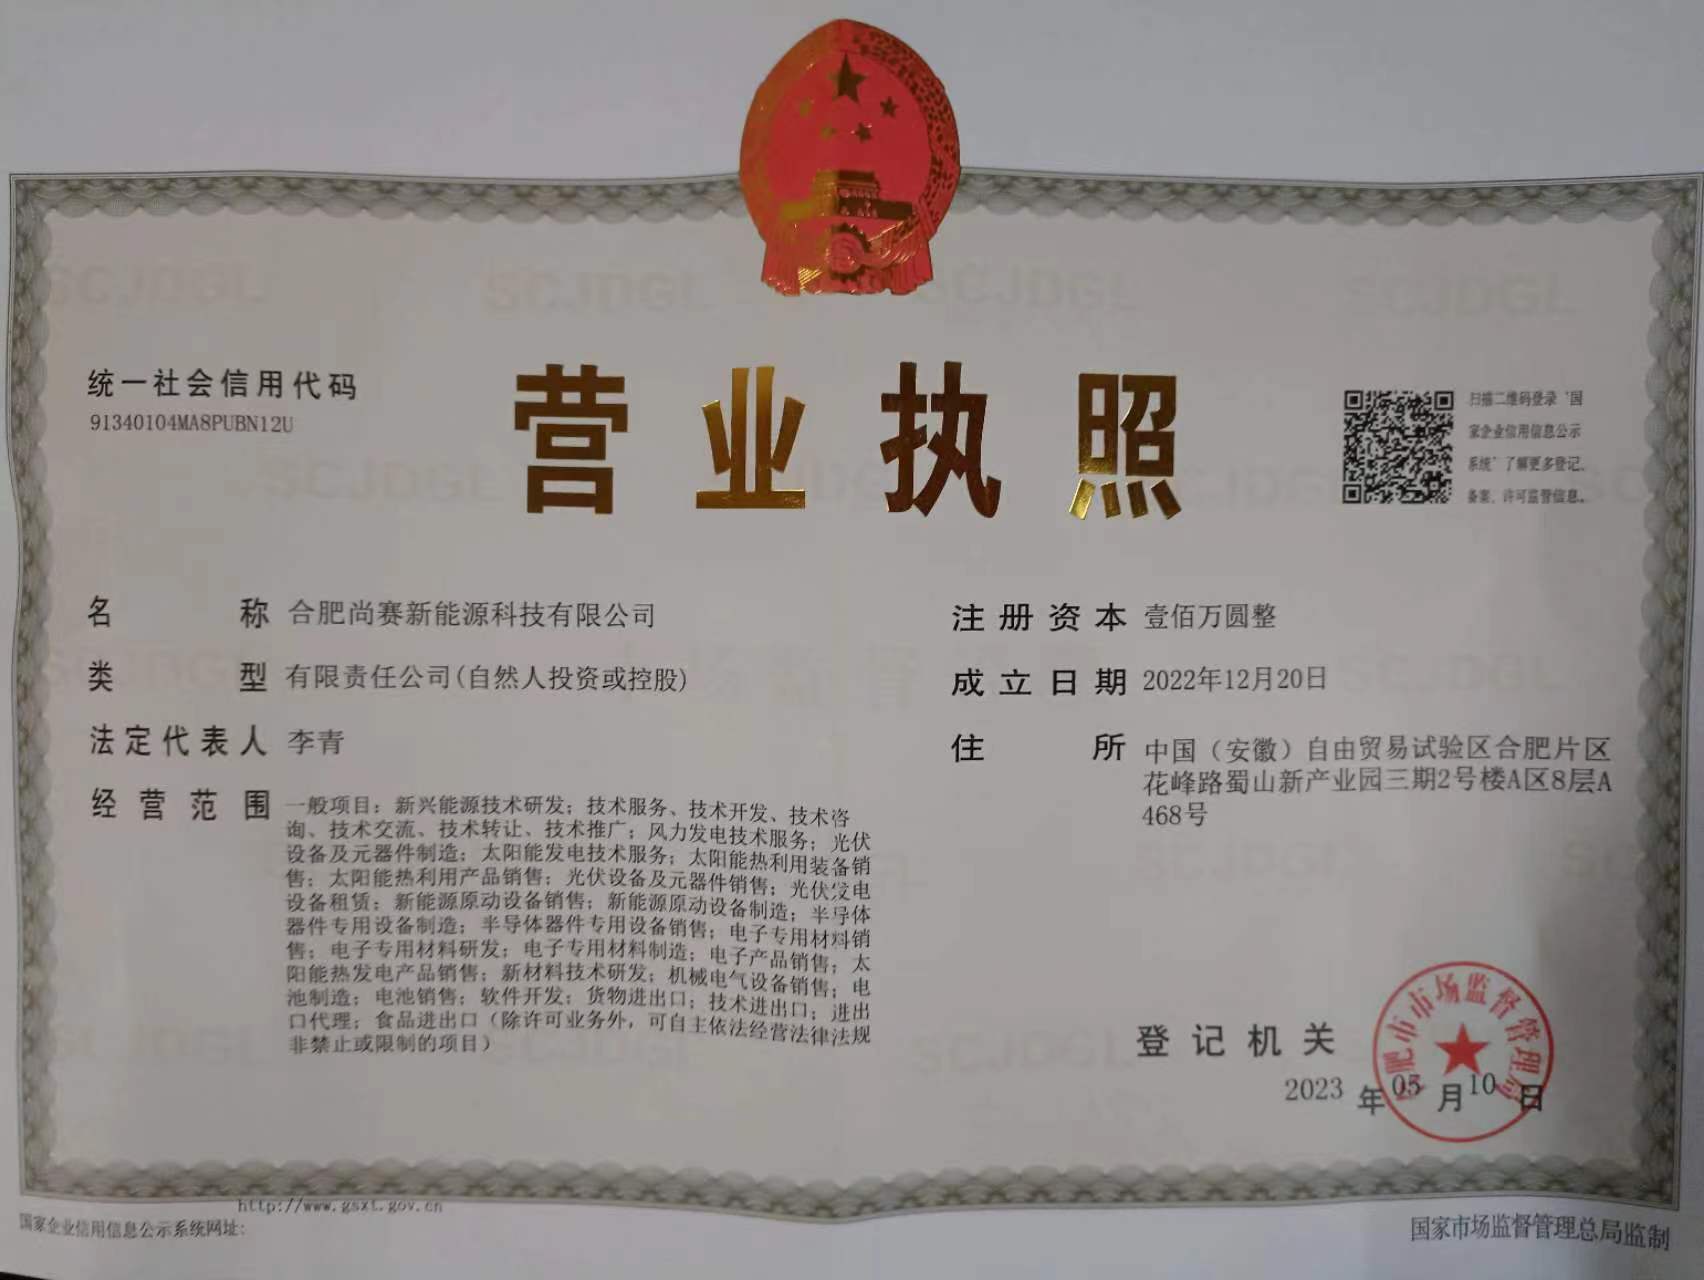 营业执照
统一社会信用代码
91340104MA8PUBN12U
扫描二维码登录‘国
家企业信用信息公示
系统’了解更多登记、
备案、许可监管信息。
名称 合肥尚赛新能源科技有限公司
类型 有限责任公司(自然人投资或控股)
法定代表人 李青
经营范围 一般项目：新兴能源技术研发；技术服务、技术开发、技术咨
询、技术交流、技术转让、技术推广；风力发电技术服务；光伏
设备及元器件制造；太阳能发电技术服务；太阳能热利用装备销
售；太阳能热利用产品销售；光伏设备及元器件销售；光伏发电
设备租赁；新能源原动设备销售；新能源原动设备制造；半导体
器件专用设备制造；半导体器件专用设备销售；电子专用材料销
售；电子专用材料研发；电子专用材料制造；电子产品销售；太
阳能热发电产品销售；新材料技术研发；机械电气设备销售；电
池制造；电池销售；软件开发；货物进出口；技术进出口；进出
口代理；食品进出口（除许可业务外，可自主依法经营法律法规
非禁止或限制的项目）
注册资本 壹佰万圆整
成立日期 2022年12月20日
住所 中国（安徽）自由贸易试验区合肥片区
花峰路蜀山新产业园三期2号楼A区8层A
468号
登记机关
合肥市市场监督管理局
2023年05月10日
http://www.gsxt.gov.cn
国家企业信用信息公示系统网址：
国家市场监督管理总局监制
SCJDGL
SCJDGL
SCJDGL
SCJDGL